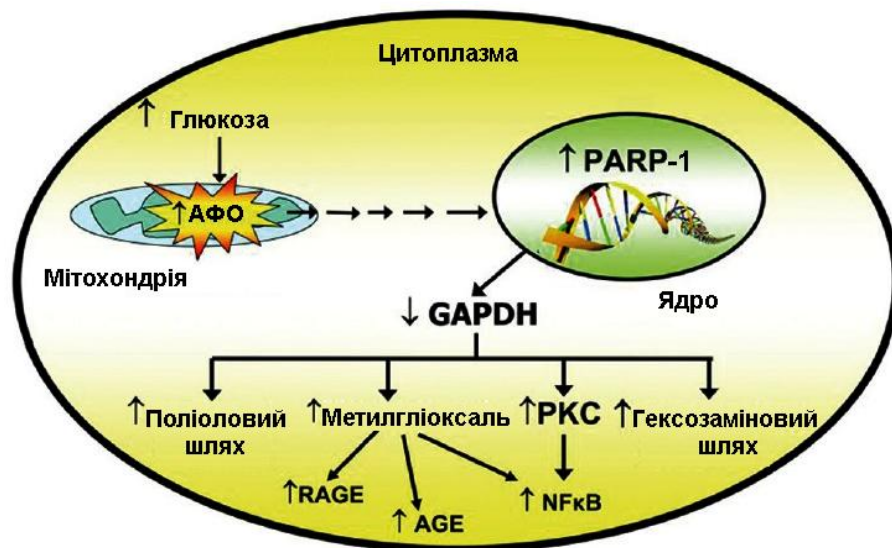 Цитоплазма
↑ Глюкоза
↑АФО
Мітохондрія
↑ PARP-1
Ядро
↓ GAPDH
↑Поліоловий
шлях
↑Метилгліоксаль
↑PKC
↑Гексозаміновий
шлях
↑RAGE
↑ AGE
↑ NFκB